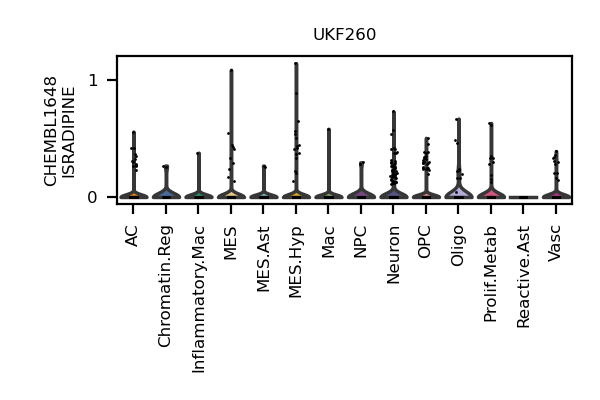 UKF260
CHEMBL1648
ISRADIPINE
1
0
AC
Chromatin.Reg
Inflammatory.Mac
MES
MES.Ast
MES.Hyp
Mac
NPC
Neuron
OPC
Oligo
Prolif.Metab
Reactive.Ast
Vasc